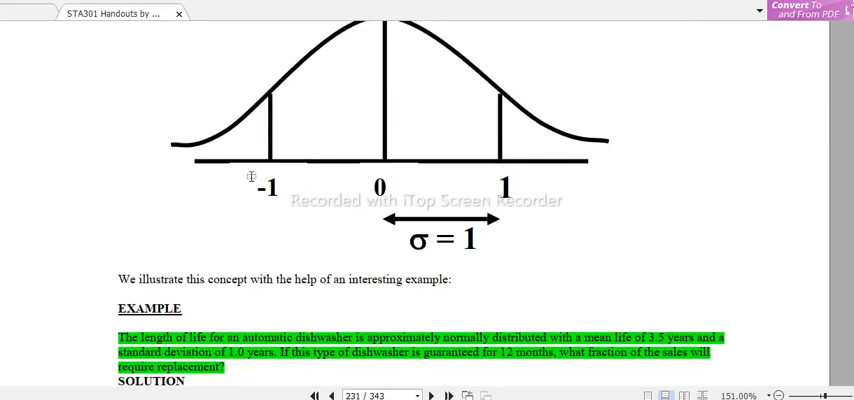 STA301 Handouts by ...
Convert To
and From PDF
-1
0
1
Recorded with iTop Screen Recorder
σ = 1
We illustrate this concept with the help of an interesting example:
EXAMPLE
The length of life for an automatic dishwasher is approximately normally distributed with a mean life of 3.5 years and a
standard deviation of 1.0 years. If this type of dishwasher is guaranteed for 12 months, what fraction of the sales will
require replacement?
SOLUTION
231 / 343
151.00%